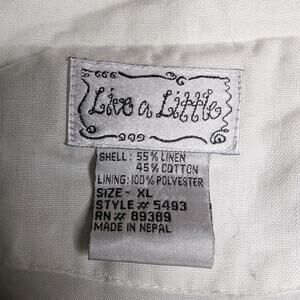 Live a Little
SHELL: 55% LINEN
45% COTTON
LINING: 100% POLYESTER
SIZE- XL
STYLE# 5493
RN# 89389
MADE IN NEPAL